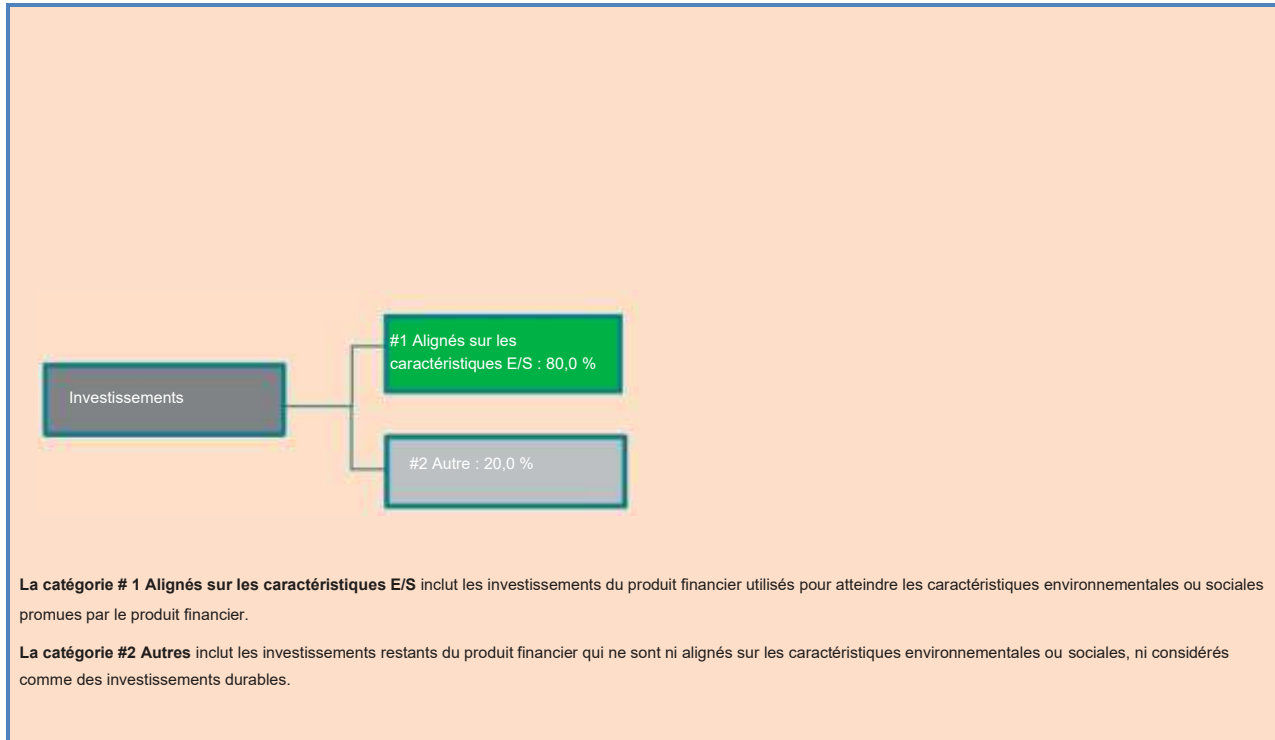 #1 Alignés sur les
caractéristiques E/S : 80,0 %
Investissements
#2 Autre : 20,0 %
La catégorie # 1 Alignés sur les caractéristiques E/S inclut les investissements du produit financier utilisés pour atteindre les caractéristiques environnementales ou sociales
promues par le produit financier.
La catégorie #2 Autres inclut les investissements restants du produit financier qui ne sont ni alignés sur les caractéristiques environnementales ou sociales, ni considérés
comme des investissements durables.